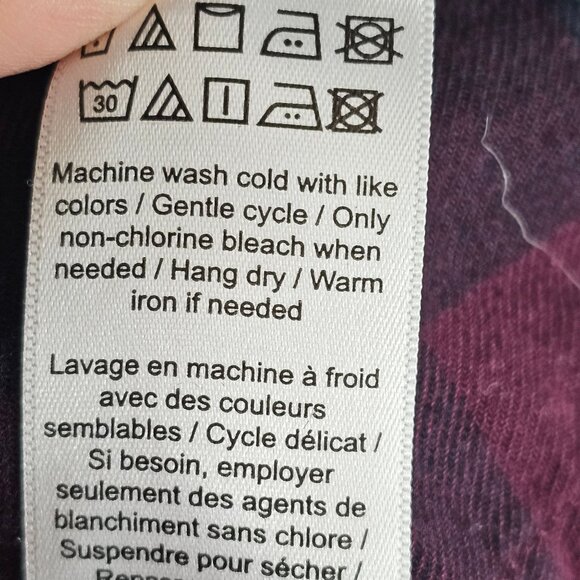 30
Machine wash cold with like
colors / Gentle cycle / Only
non-chlorine bleach when
needed / Hang dry / Warm
iron if needed
Lavage en machine à froid
avec des couleurs
semblables / Cycle délicat /
Si besoin, employer
seulement des agents de
blanchiment sans chlore /
Suspendre pour sécher /